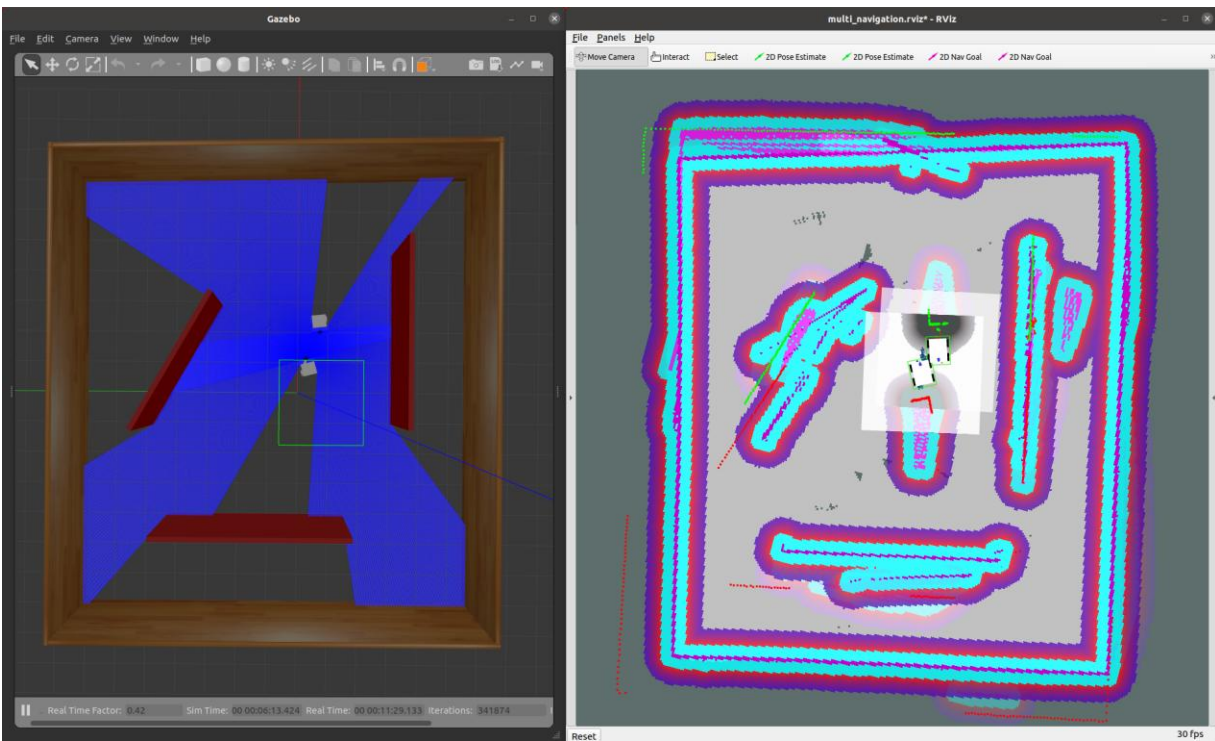 Gazebo
File Edit Camera View Window Help
Real Time Factor: 0.42 Sim Time: 00 00:06:13.424 Real Time: 00 00:11:29.133 Iterations: 341874
multi_navigation.rviz* - RViz
File Panels Help
Move Camera Interact Select 2D Pose Estimate 2D Pose Estimate 2D Nav Goal 2D Nav Goal
Reset 30 fps